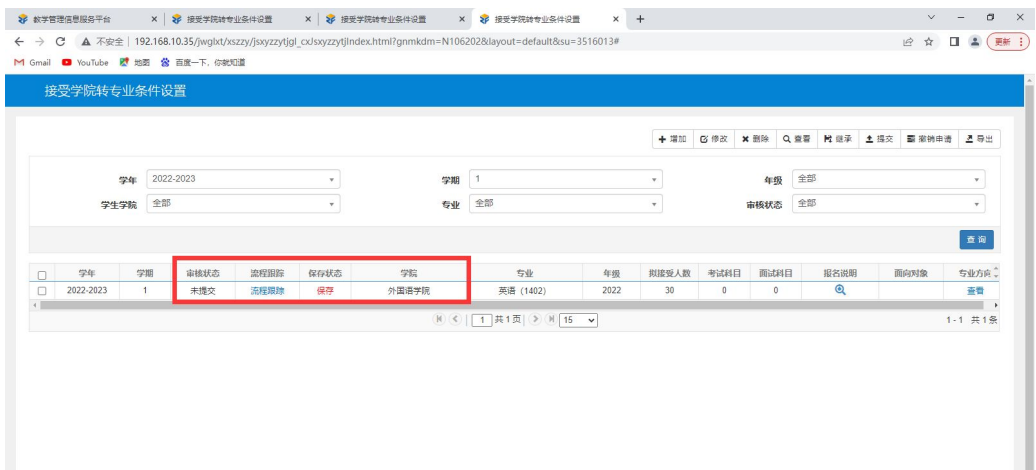 教学管理信息服务平台 接受学院转专业条件设置 接受学院转专业条件设置 接受学院转专业条件设置
不安全 192.168.10.35/jwglxt/xszzy/jsxyzzytjgl_cxJsxyzzytjIndex.html?gnmkdm=N106202&layout=default&su=3516013# 更新
Gmail YouTube 地图 百度一下，你就知道
接受学院转专业条件设置
增加 修改 删除 查看 继承 提交 撤销申请 导出
学年 2022-2023 学期 1 年级 全部
学生学院 全部 专业 全部 审核状态 全部
查询
学年 学期 审核状态 流程跟踪 保存状态 学院 专业 年级 拟接受人数 考试科目 面试科目 报名说明 面向对象 专业方向
2022-2023 1 未提交 流程跟踪 保存 外国语学院 英语（1402） 2022 30 0 0 查看
1 共1页 15 1-1 共1条